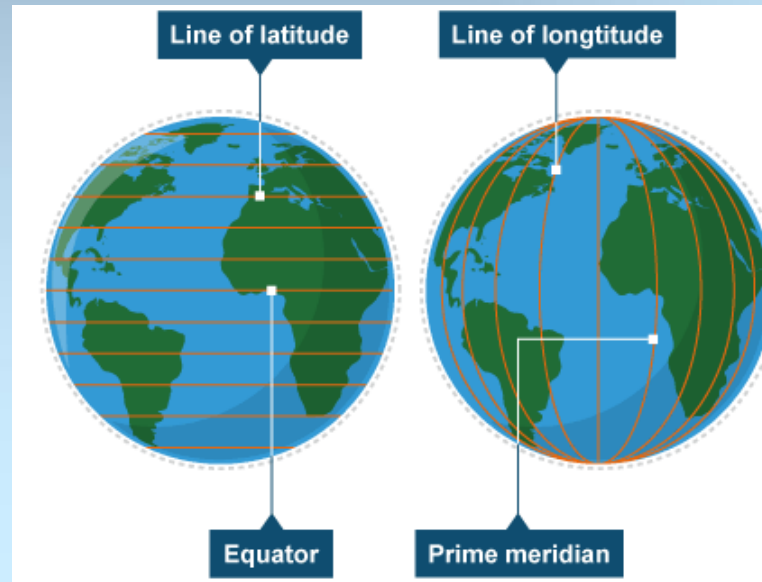 Line of latitude
Line of longtitude
Equator
Prime meridian